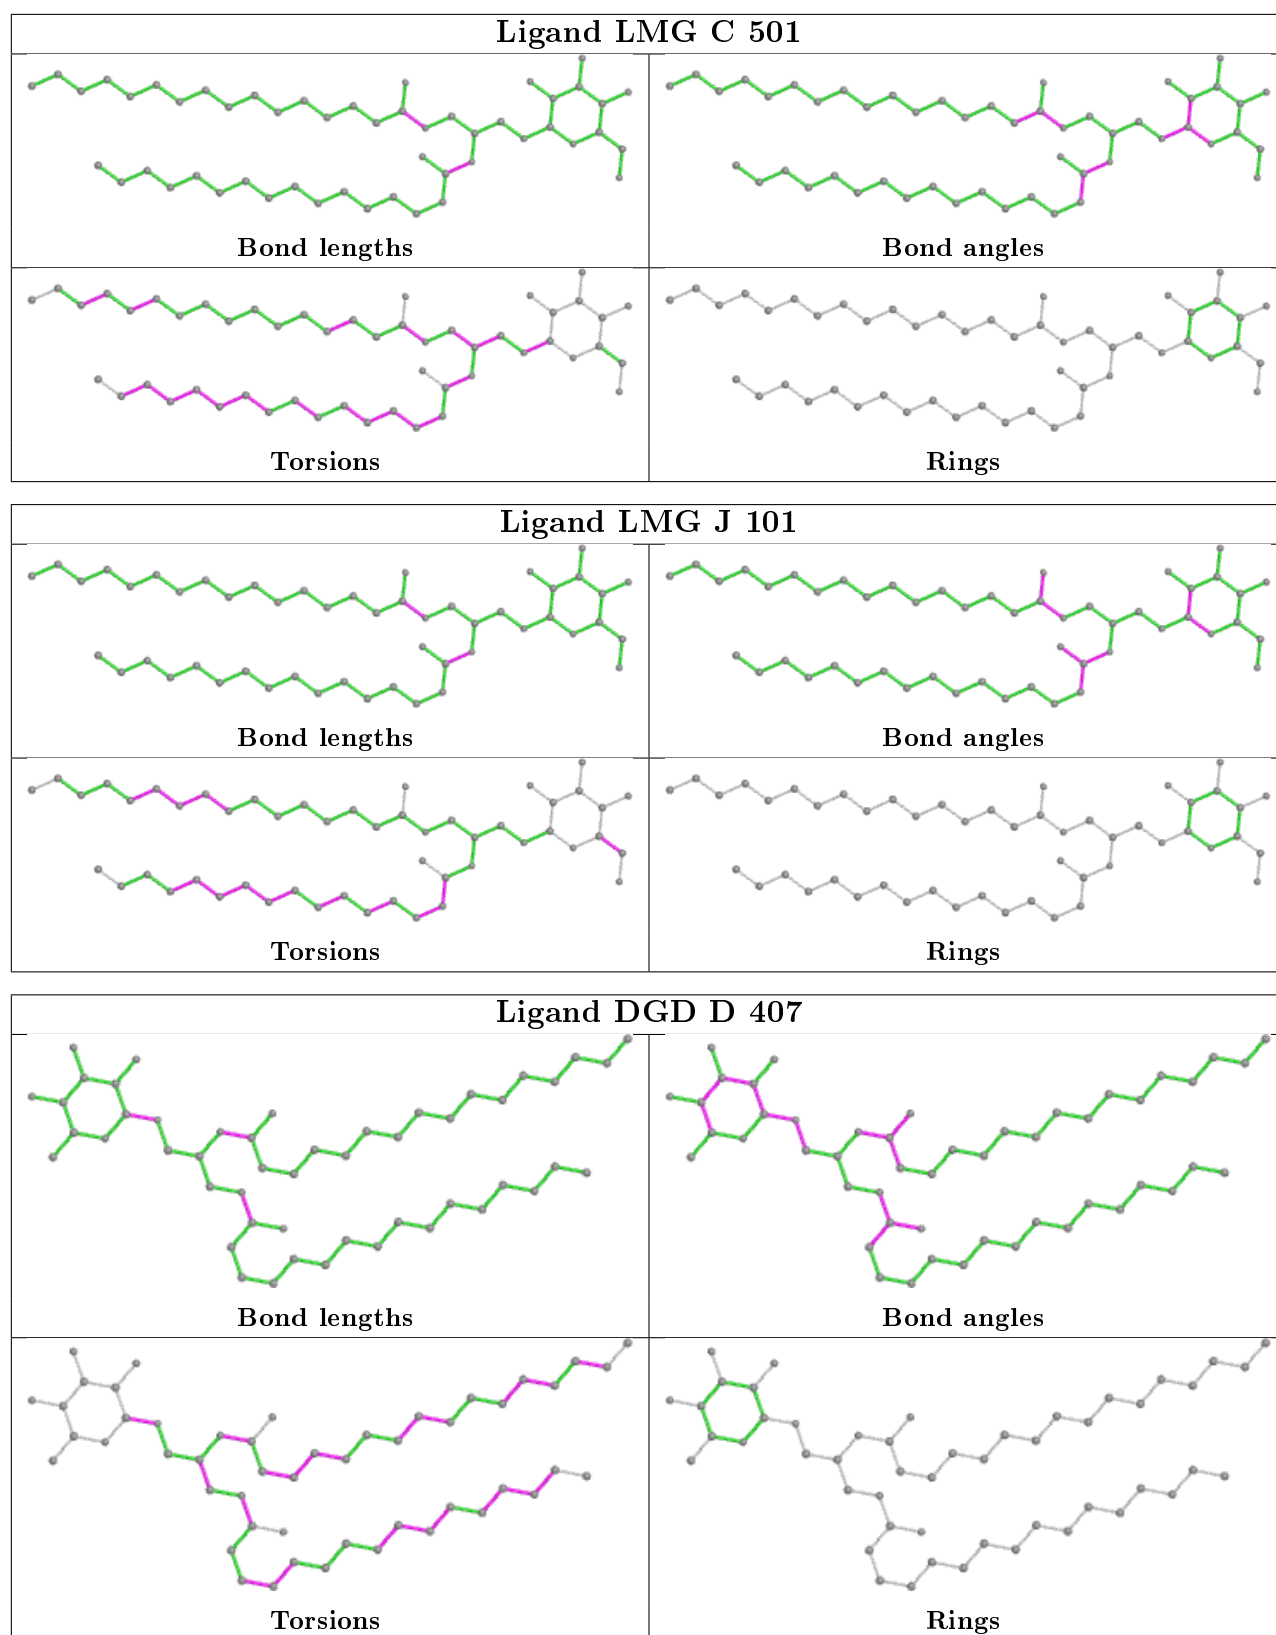 Ligand LMG C 501
Bond lengths
Bond angles
Torsions
Rings
Ligand LMG J 101
Bond lengths
Bond angles
Torsions
Rings
Ligand DGD D 407
Bond lengths
Bond angles
Torsions
Rings